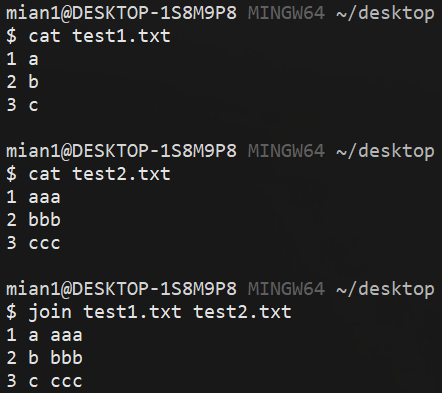 mian1@DESKTOP-1S8M9P8 MINGW64 ~/desktop
$ cat test1.txt
1 a
2 b
3 c
mian1@DESKTOP-1S8M9P8 MINGW64 ~/desktop
$ cat test2.txt
1 aaa
2 bbb
3 ccc
mian1@DESKTOP-1S8M9P8 MINGW64 ~/desktop
$ join test1.txt test2.txt
1 a aaa
2 b bbb
3 c ccc